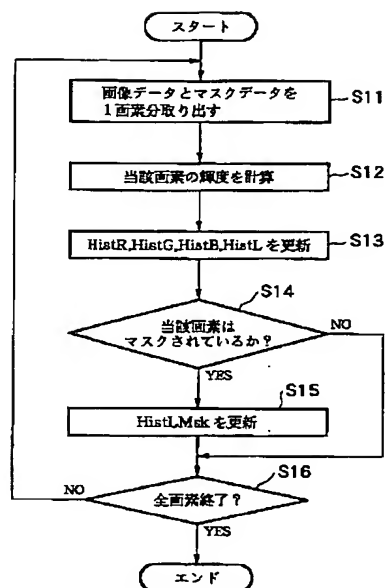 スタート
画像データとマスクデータを
1画素分取り出す
S11
当該画素の輝度を計算
S12
HistR,HistG,HistB,HistL を更新
S13
S14
当該画素は
マスクされているか?
NO
YES
S15
HistLMsk を更新
S16
NO
全画素終了?
YES
エンド